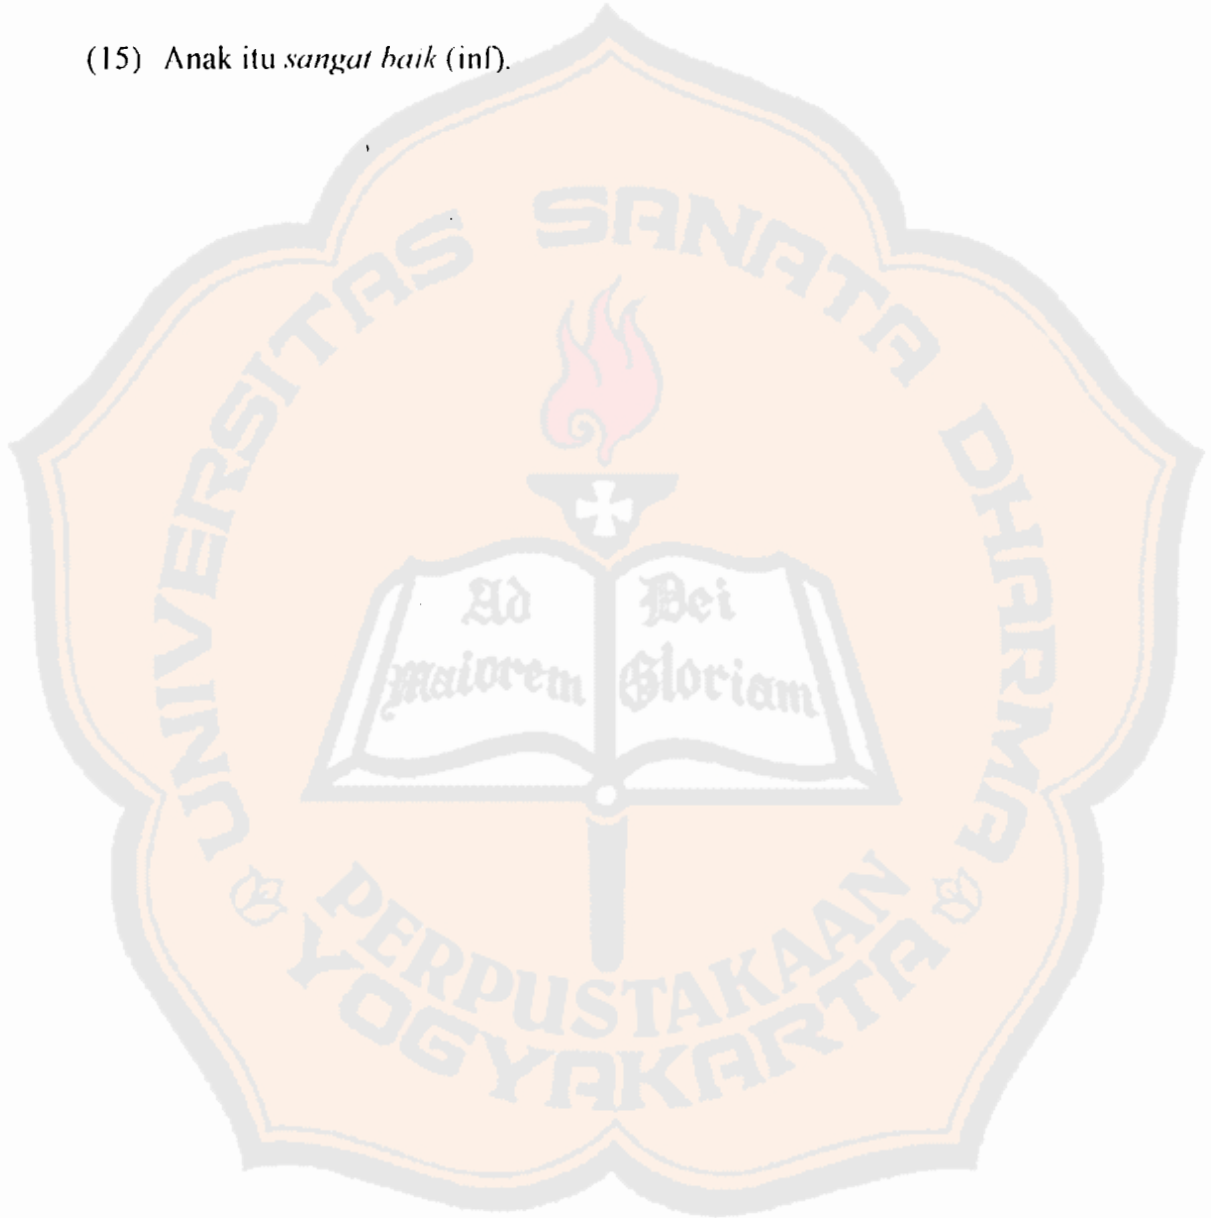 (15) Anak itu sangat baik (inf).
UNIVERSITAS SANATA DHARMA
Ad Dei
maiorem Gloriam
PERPUSTAKAAN
YOGYAKARTA